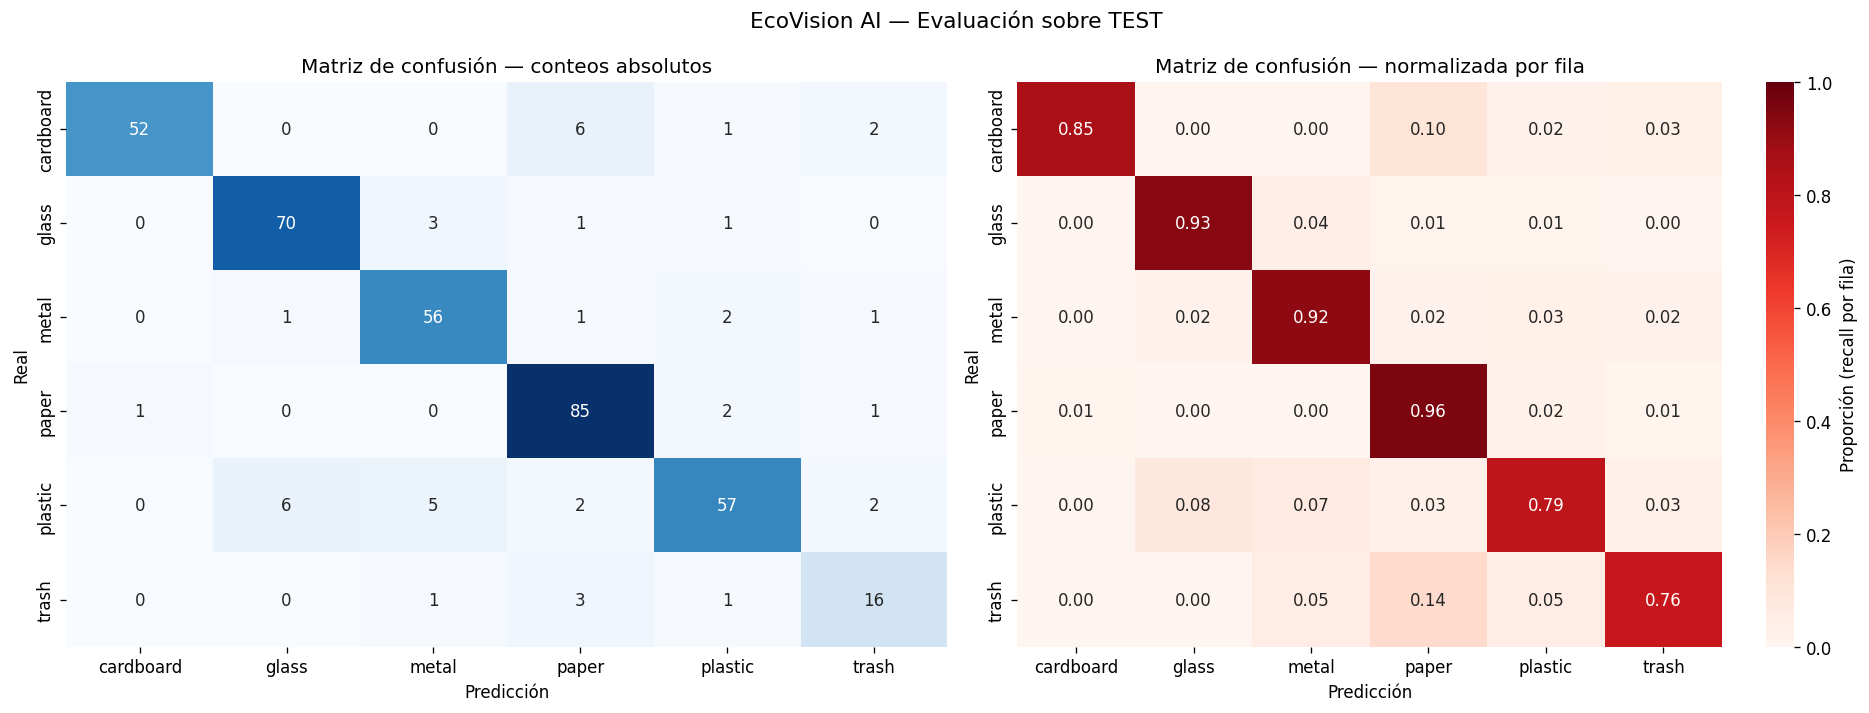 EcoVision AI — Evaluación sobre TEST
Matriz de confusión — conteos absolutos
Real
cardboard 52 0 0 6 1 2
glass 0 70 3 1 1 0
metal 0 1 56 1 2 1
paper 1 0 0 85 2 1
plastic 0 6 5 2 57 2
trash 0 0 1 3 1 16
cardboard glass metal paper plastic trash
Predicción
Matriz de confusión — normalizada por fila
Real
cardboard 0.85 0.00 0.00 0.10 0.02 0.03
glass 0.00 0.93 0.04 0.01 0.01 0.00
metal 0.00 0.02 0.92 0.02 0.03 0.02
paper 0.01 0.00 0.00 0.96 0.02 0.01
plastic 0.00 0.08 0.07 0.03 0.79 0.03
trash 0.00 0.00 0.05 0.14 0.05 0.76
cardboard glass metal paper plastic trash
Predicción
1.0
0.8
0.6
0.4
0.2
0.0
Proporción (recall por fila)